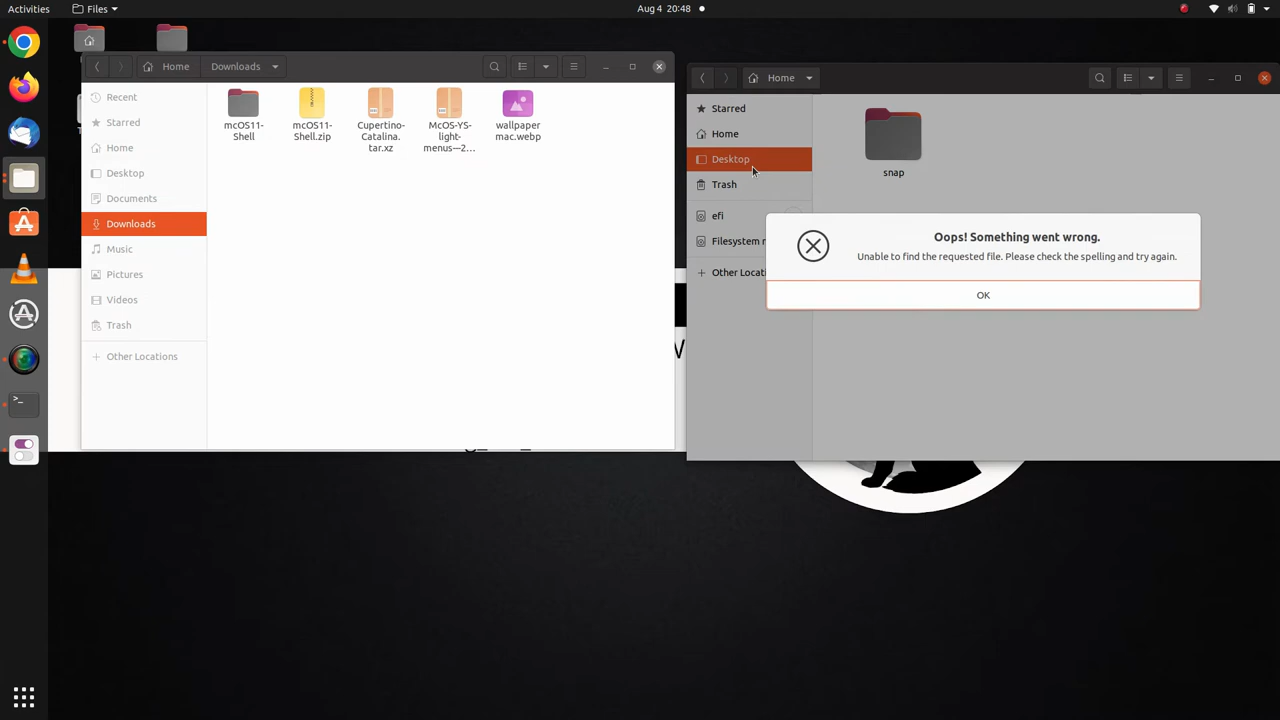 Activities
Files
Aug 4 20:48
Home
Downloads
Recent
Starred
Home
Desktop
Documents
Downloads
Music
Pictures
Videos
Trash
Other Locations
mcOS11-
Shell
mcOS11-
Shell.zip
Cupertino-
Catalina.
tar.xz
McOS-YS-
light-
menus-–2…
wallpaper
mac.webp
Home
Starred
Home
Desktop
Trash
efi
Filesystem r
Other Locati
snap
Oops! Something went wrong.
Unable to find the requested file. Please check the spelling and try again.
OK